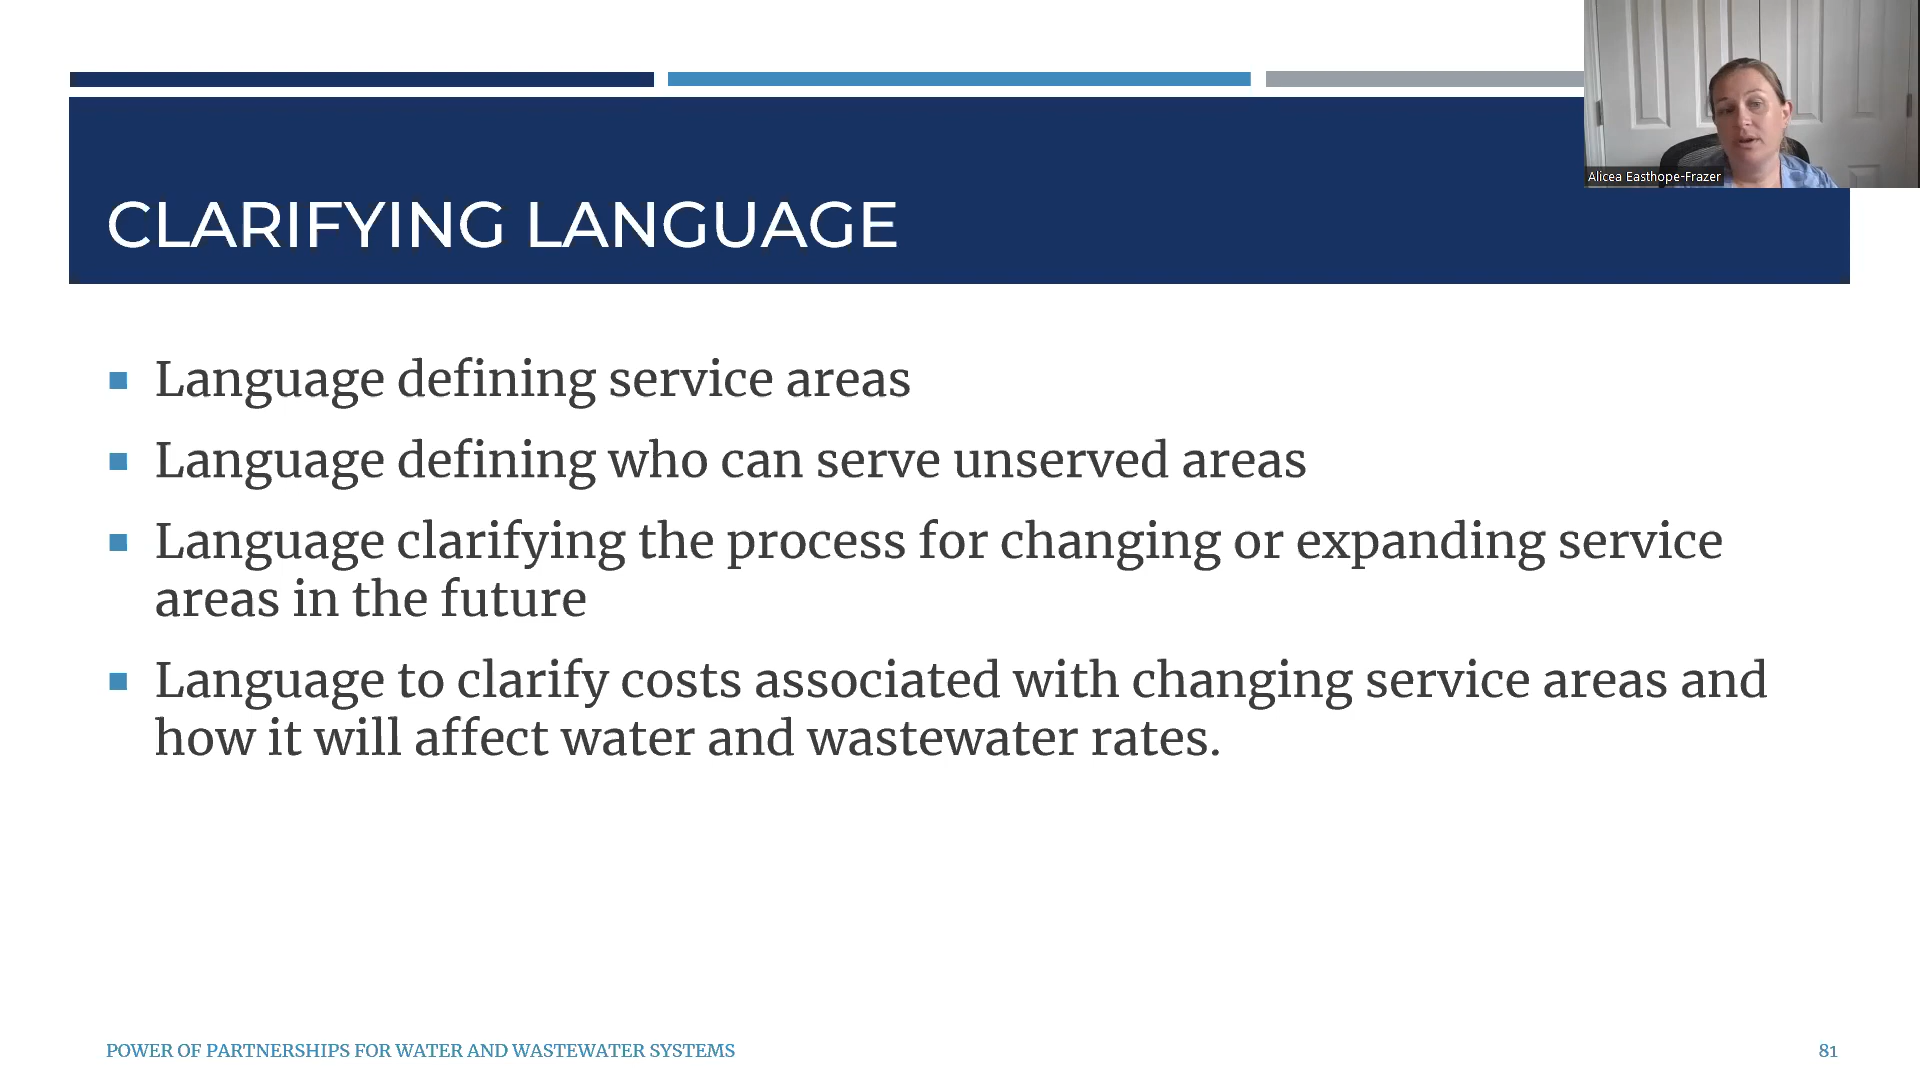 Alicea Easthope-Frazer
CLARIFYING LANGUAGE
Language defining service areas
Language defining who can serve unserved areas
Language clarifying the process for changing or expanding service
areas in the future
Language to clarify costs associated with changing service areas and
how it will affect water and wastewater rates.
POWER OF PARTNERSHIPS FOR WATER AND WASTEWATER SYSTEMS
81